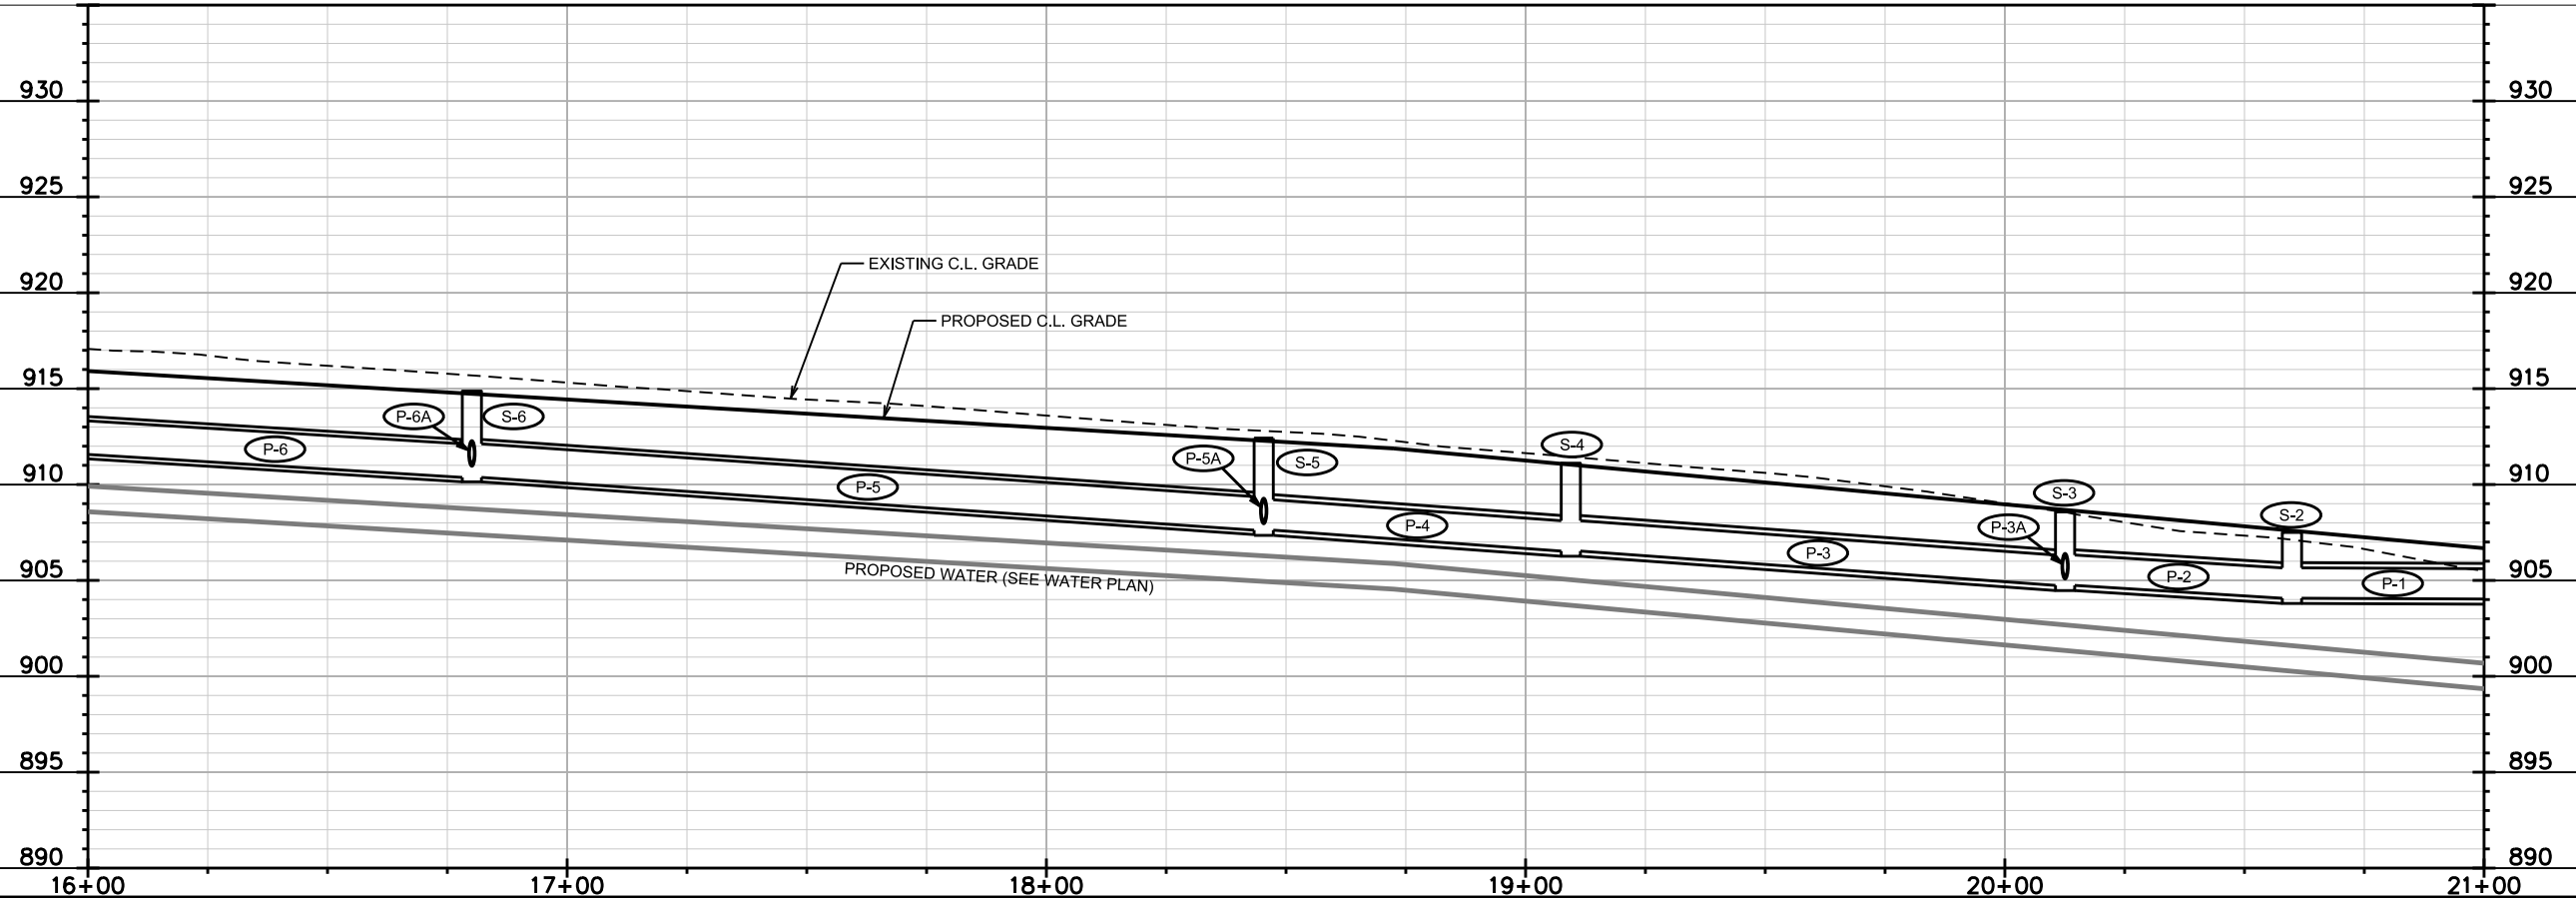 930 930
925 925
920 920
EXISTING C.L. GRADE
PROPOSED C.L. GRADE
915 915
P-6A S-6
S-4
P-6
P-5A S-5
910 910
P-5
S-3
S-2
P-4
P-3A
P-3
P-2
P-1
905 905
PROPOSED WATER (SEE WATER PLAN)
900 900
895 895
890 890
16+00 17+00 18+00 19+00 20+00 21+00